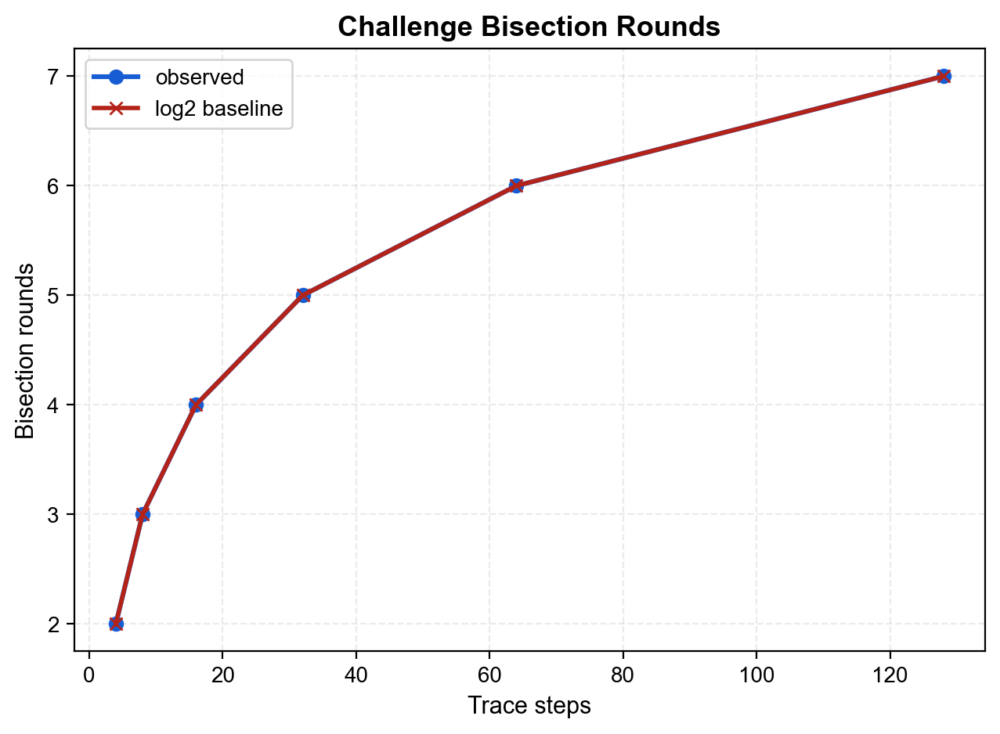 Challenge Bisection Rounds
observed
log2 baseline
7
6
5
4
3
2
Bisection rounds
0 20 40 60 80 100 120
Trace steps